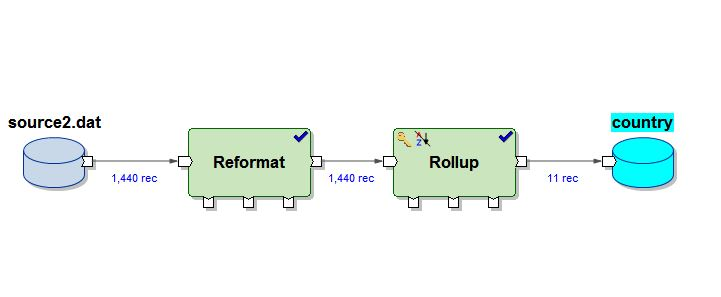 source2.dat
country
Reformat
Rollup
1,440 rec
1,440 rec
11 rec